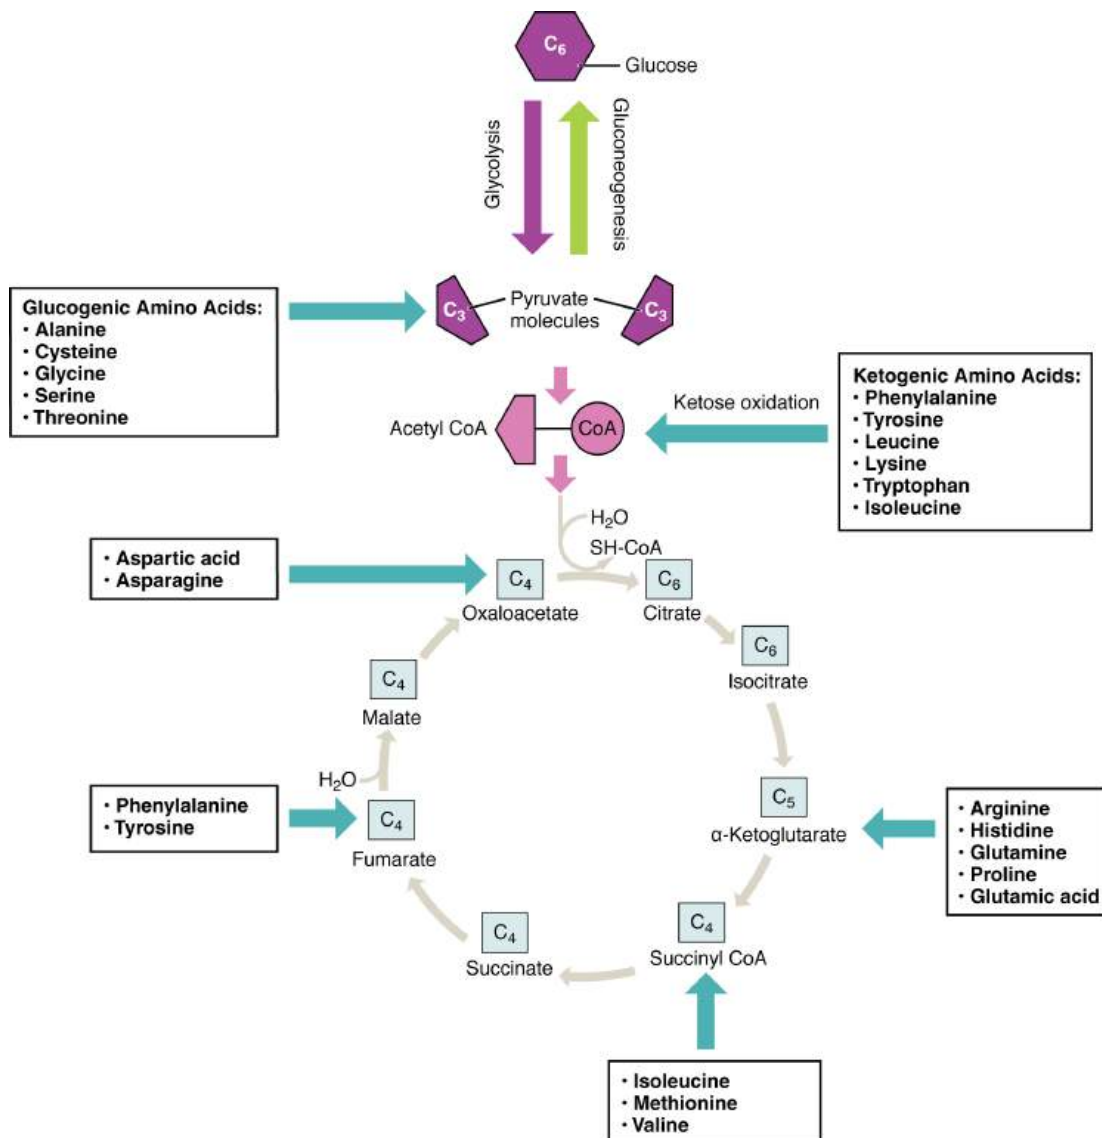 C6
Glucose
Glycolysis
Gluconeogenesis
Glucogenic Amino Acids:
· Alanine
· Cysteine
· Glycine
· Serine
· Threonine
C3
Pyruvate
molecules
C3
Ketogenic Amino Acids:
· Phenylalanine
· Tyrosine
· Leucine
· Lysine
· Tryptophan
· Isoleucine
Ketose oxidation
Acetyl CoA
CoA
H2O
SH-CoA
· Aspartic acid
· Asparagine
C4
Oxaloacetate
C6
Citrate
C6
Isocitrate
C4
Malate
H2O
· Phenylalanine
· Tyrosine
C4
Fumarate
C5
α-Ketoglutarate
· Arginine
· Histidine
· Glutamine
· Proline
· Glutamic acid
C4
Succinyl CoA
C4
Succinate
· Isoleucine
· Methionine
· Valine